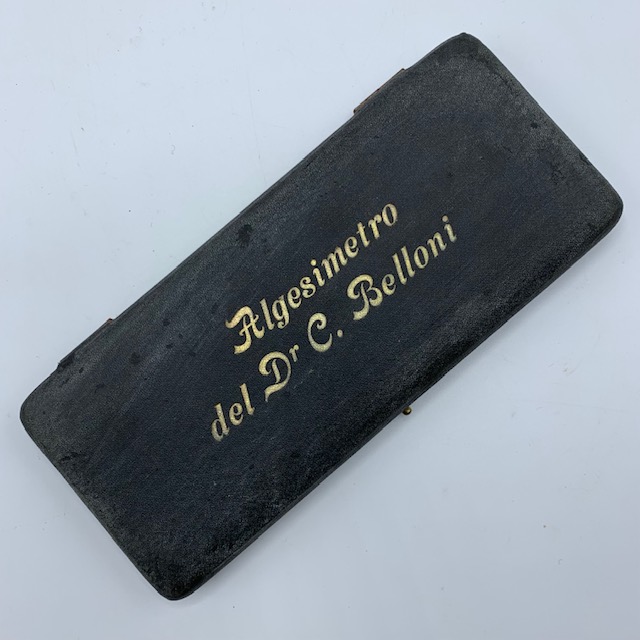 Algesimetro
del Dr C. Belloni